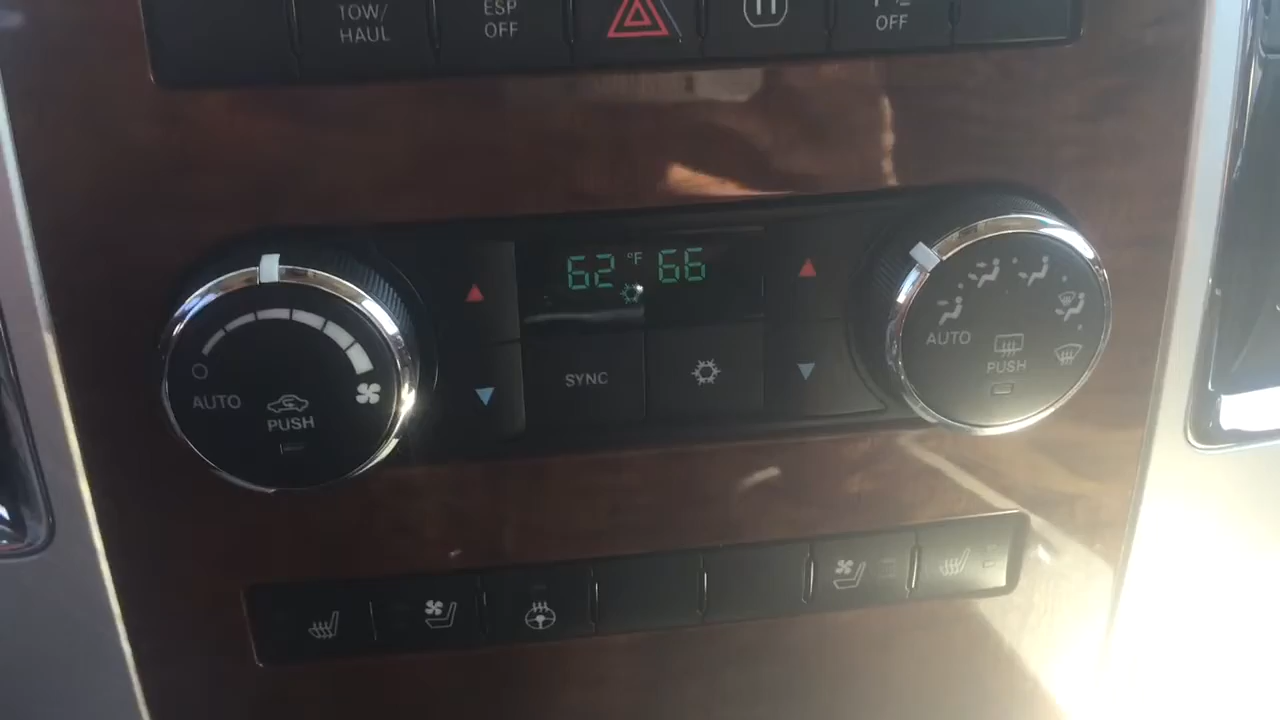 TOW/
HAUL
ESP
OFF
OFF
62 °F 66
AUTO
PUSH
SYNC
AUTO
PUSH